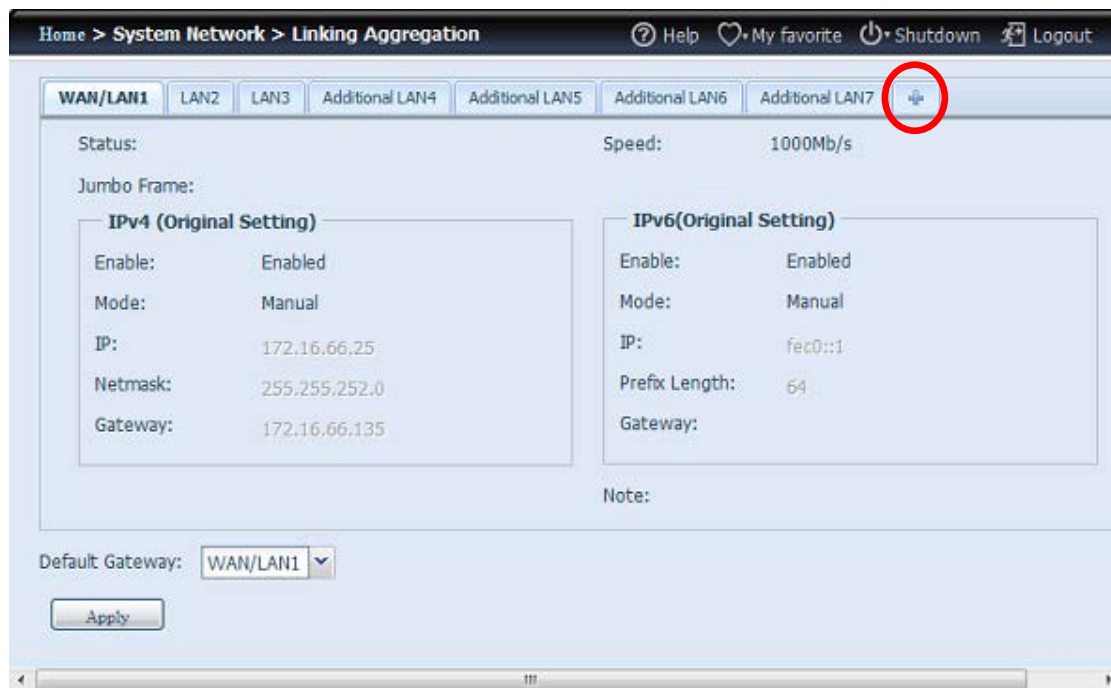 Home > System Network > Linking Aggregation Help My favorite Shutdown Logout
WAN/LAN1 LAN2 LAN3 Additional LAN4 Additional LAN5 Additional LAN6 Additional LAN7
Status: Speed: 1000Mb/s
Jumbo Frame:
IPv4 (Original Setting) IPv6(Original Setting)
Enable: Enabled Enable: Enabled
Mode: Manual Mode: Manual
IP: 172.16.66.25 IP: fec0::1
Netmask: 255.255.252.0 Prefix Length: 64
Gateway: 172.16.66.135 Gateway:
Note:
Default Gateway: WAN/LAN1
Apply